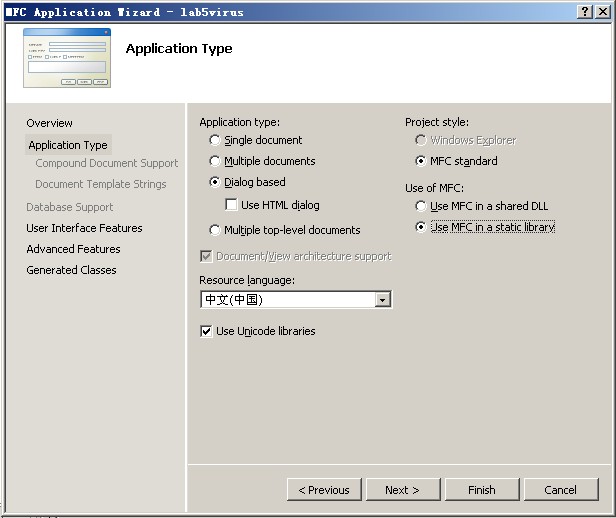 MFC Application Wizard - lab5virus
Application Type
Overview
Application Type
Compound Document Support
Document Template Strings
Database Support
User Interface Features
Advanced Features
Generated Classes
Application type:
Single document
Multiple documents
Dialog based
Use HTML dialog
Multiple top-level documents
Document/View architecture support
Resource language:
中文(中国)
Use Unicode libraries
Project style:
Windows Explorer
MFC standard
Use of MFC:
Use MFC in a shared DLL
Use MFC in a static library
< Previous
Next >
Finish
Cancel